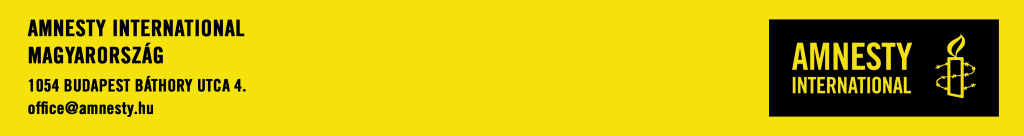 AMNESTY INTERNATIONAL
MAGYARORSZÁG
1054 BUDAPEST BÁTHORY UTCA 4.
office@amnesty.hu
AMNESTY
INTERNATIONAL